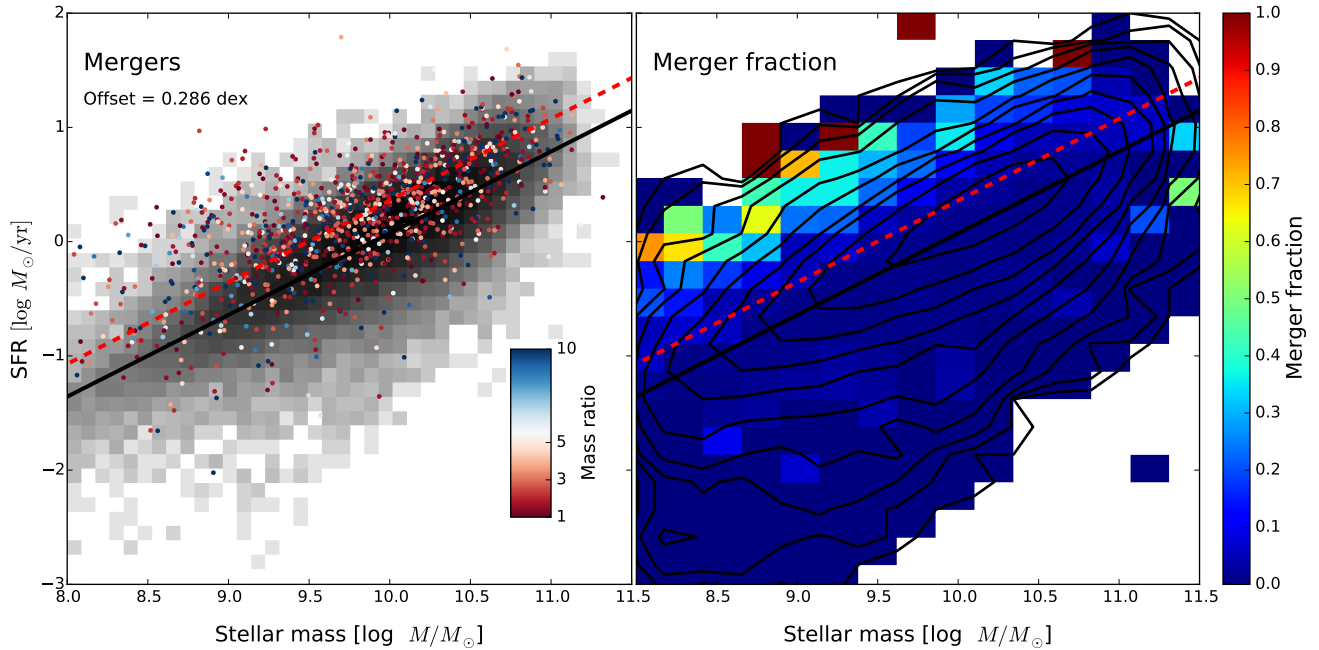 Mergers
Offset = 0.286 dex
SFR [log M⊙/yr]
2
1
0
−1
−2
−3
8.0 8.5 9.0 9.5 10.0 10.5 11.0 11.5
Stellar mass [log M/M⊙]
10
5
3
1
Mass ratio
Merger fraction
8.5 9.0 9.5 10.0 10.5 11.0 11.5
Stellar mass [log M/M⊙]
1.0
0.9
0.8
0.7
0.6
0.5
0.4
0.3
0.2
0.1
0.0
Merger fraction